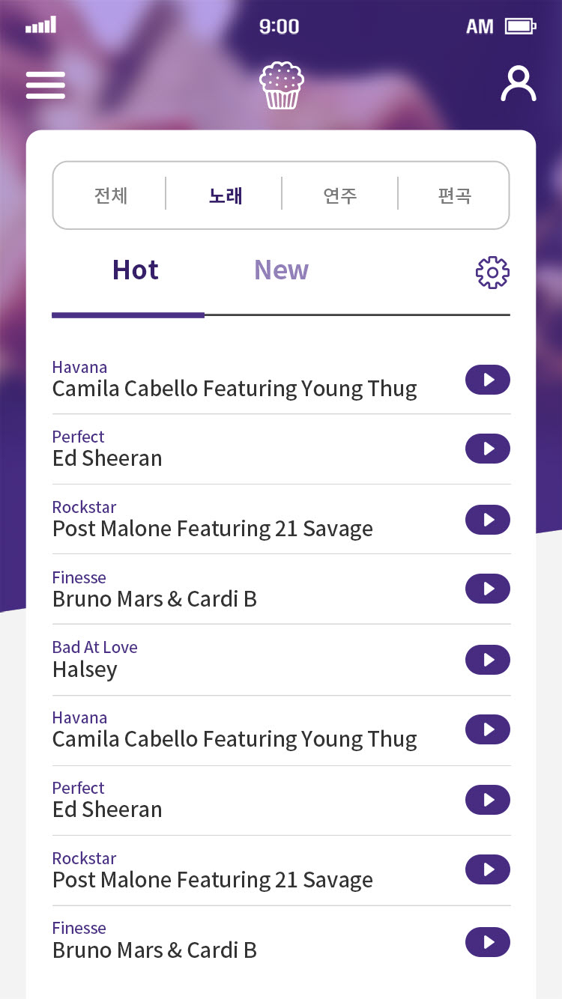 9:00 AM
전체 노래 연주 편곡
Hot New
Havana
Camila Cabello Featuring Young Thug
Perfect
Ed Sheeran
Rockstar
Post Malone Featuring 21 Savage
Finesse
Bruno Mars & Cardi B
Bad At Love
Halsey
Havana
Camila Cabello Featuring Young Thug
Perfect
Ed Sheeran
Rockstar
Post Malone Featuring 21 Savage
Finesse
Bruno Mars & Cardi B